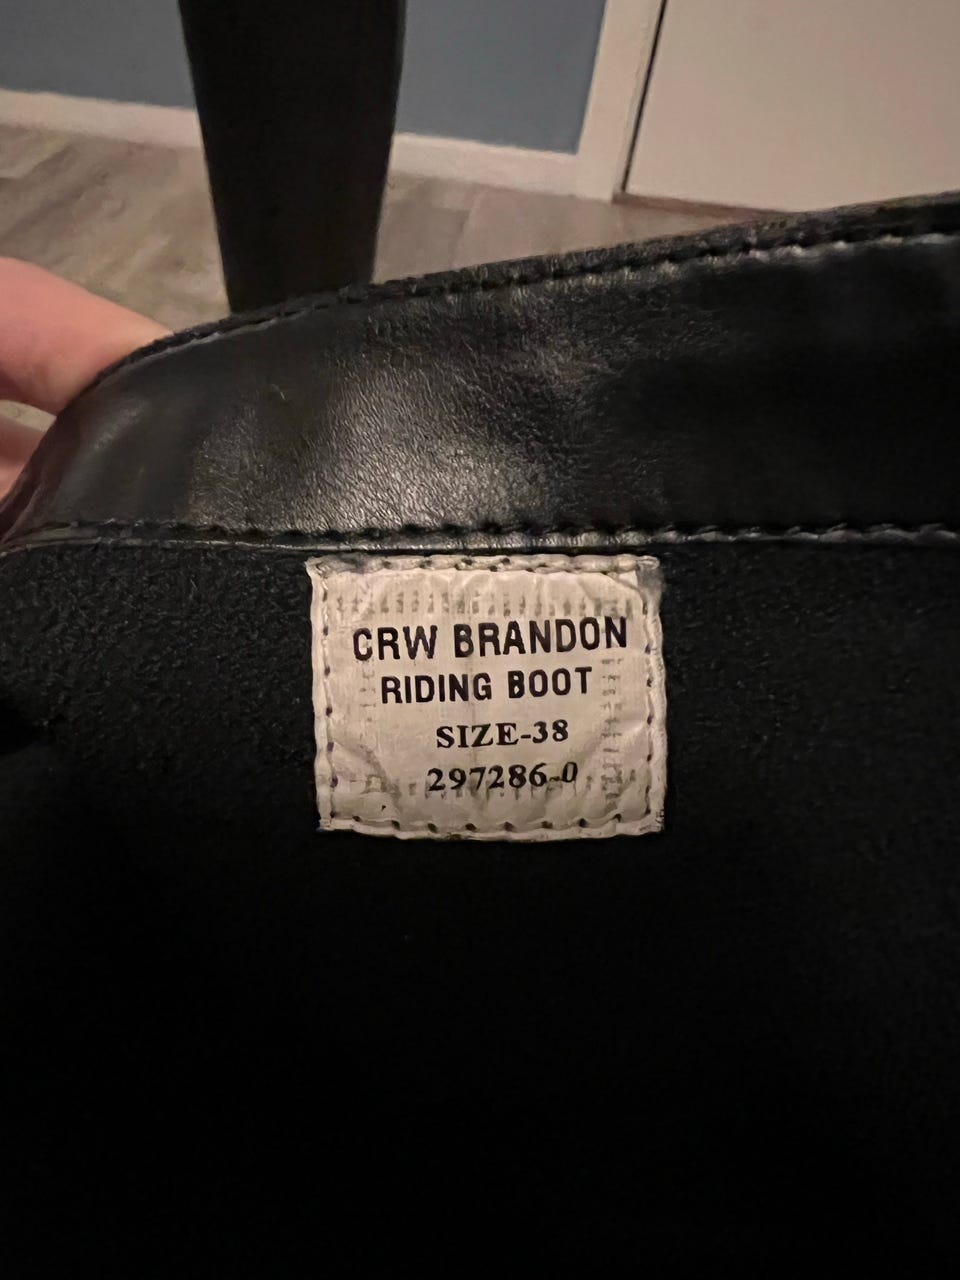 CRW BRANDON
RIDING BOOT
SIZE-38
297286-0